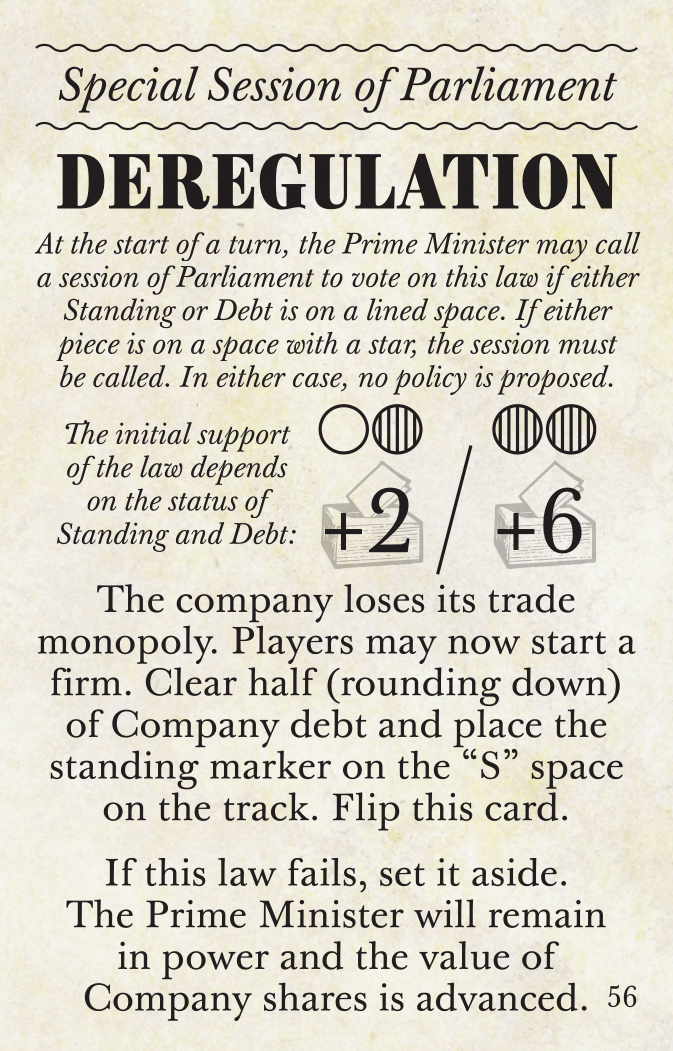 Special Session of Parliament
DEREGULATION
At the start of a turn, the Prime Minister may call
a session of Parliament to vote on this law if either
Standing or Debt is on a lined space. If either
piece is on a space with a star, the session must
be called. In either case, no policy is proposed.
The initial support
of the law depends
on the status of
Standing and Debt:
+2 / +6
The company loses its trade
monopoly. Players may now start a
firm. Clear half (rounding down)
of Company debt and place the
standing marker on the “S” space
on the track. Flip this card.
If this law fails, set it aside.
The Prime Minister will remain
in power and the value of
Company shares is advanced. 56